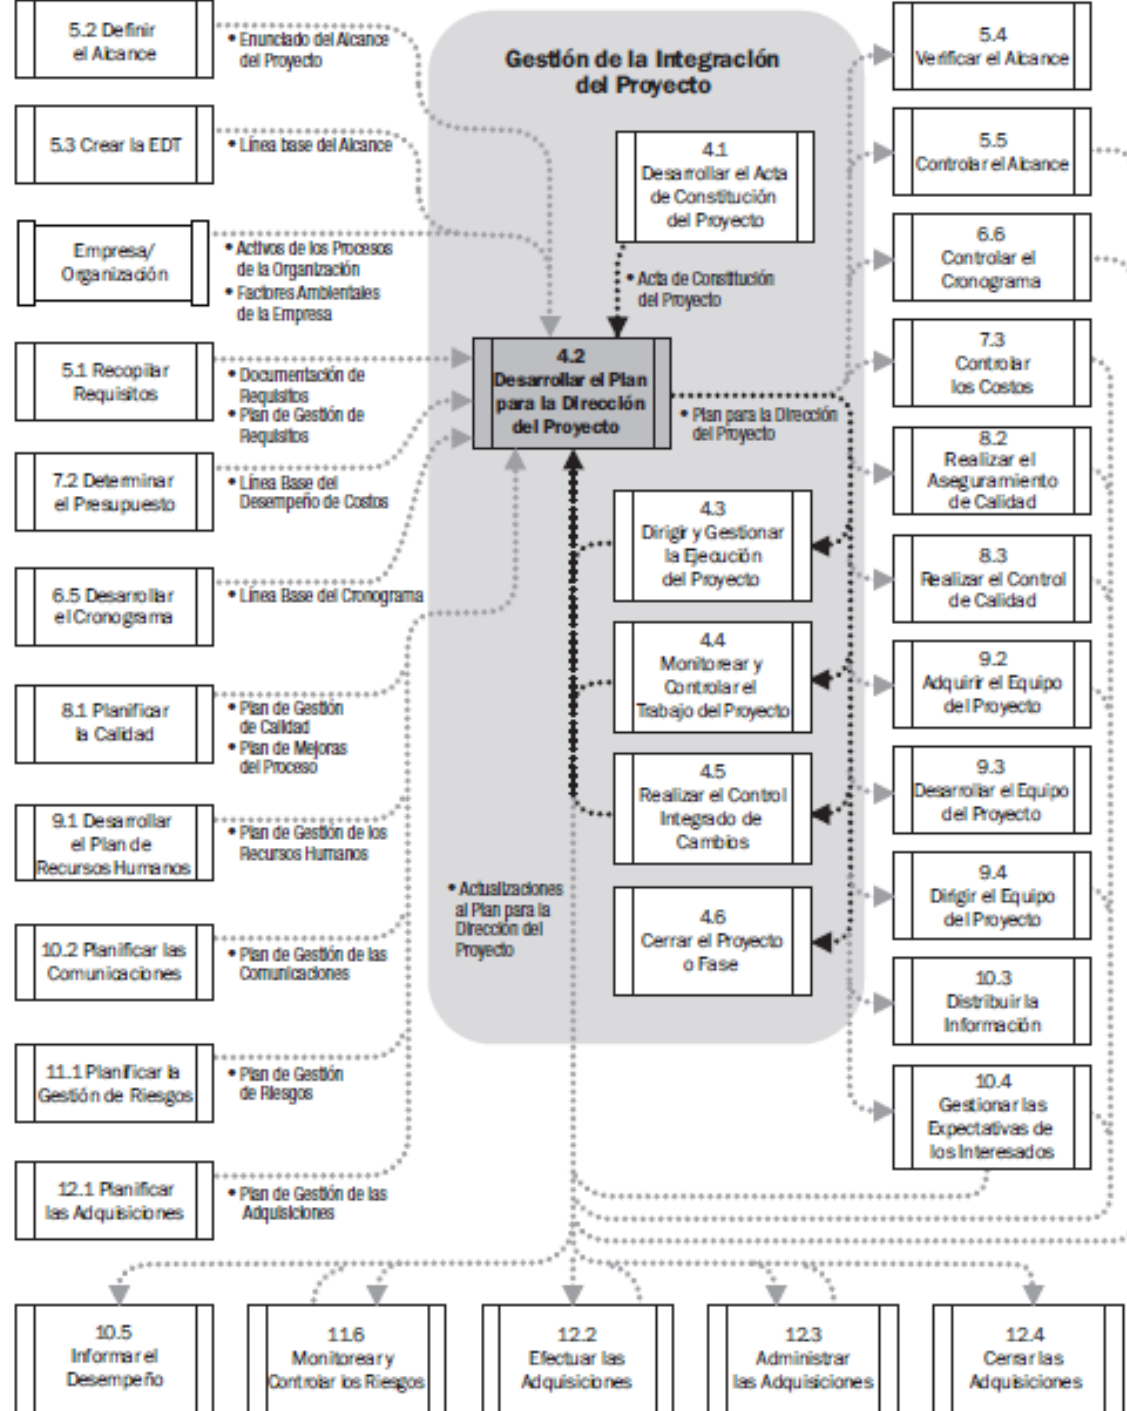 5.2 Definir
el Alcance
• Enunciado del Alcance
del Proyecto
5.3 Crear la EDT
• Línea base del Alcance
Empresa/
Organización
• Activos de los Procesos
de la Organización
• Factores Ambientales
de la Empresa
5.1 Recopilar
Requisitos
• Documentación de
Requisitos
• Plan de Gestión de
Requisitos
7.2 Determinar
el Presupuesto
• Línea Base del
Desempeño de Costos
6.5 Desarrollar
el Cronograma
• Línea Base del Cronograma
8.1 Planificar
la Calidad
• Plan de Gestión
de Calidad
• Plan de Mejoras
del Proceso
9.1 Desarrollar
el Plan de
Recursos Humanos
• Plan de Gestión de los
Recursos Humanos
10.2 Planificar las
Comunicaciones
• Plan de Gestión de las
Comunicaciones
11.1 Planificar la
Gestión de Riesgos
• Plan de Gestión
de Riesgos
12.1 Planificar
las Adquisiciones
• Plan de Gestión de las
Adquisiciones
Gestión de la Integración
del Proyecto
4.1
Desarrollar el Acta
de Constitución
del Proyecto
• Acta de Constitución
del Proyecto
4.2
Desarrollar el Plan
para la Dirección
del Proyecto
• Plan para la Dirección
del Proyecto
4.3
Dirigir y Gestionar
la Ejecución
del Proyecto
4.4
Monitorear y
Controlar el
Trabajo del Proyecto
4.5
Realizar el Control
Integrado de
Cambios
• Actualizaciones
al Plan para la
Dirección del
Proyecto
4.6
Cerrar el Proyecto
o Fase
5.4
Verificar el Alcance
5.5
Controlar el Alcance
6.6
Controlar el
Cronograma
7.3
Controlar
los Costos
8.2
Realizar el
Aseguramiento
de Calidad
8.3
Realizar el Control
de Calidad
9.2
Adquirir el Equipo
del Proyecto
9.3
Desarrollar el Equipo
del Proyecto
9.4
Dirigir el Equipo
del Proyecto
10.3
Distribuir la
Información
10.4
Gestionar las
Expectativas de
los Interesados
10.5
Informar el
Desempeño
11.6
Monitorear y
Controlar los Riesgos
12.2
Efectuar las
Adquisiciones
12.3
Administrar
las Adquisiciones
12.4
Cerrar las
Adquisiciones